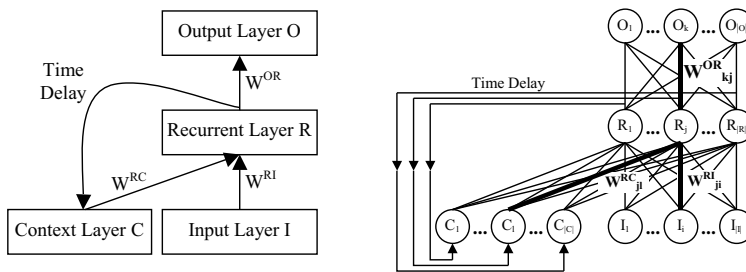 Output Layer O
Time
Delay
W^OR
Recurrent Layer R
W^RC
W^RI
Context Layer C
Input Layer I
O₁ ... Oₖ ... O|O|
W^OR kj
Time Delay
R₁ ... Rⱼ ... R|R|
W^RC jl
W^RI ji
C₁ ... C₁ ... C|C|
I₁ ... Iᵢ ... I|I|